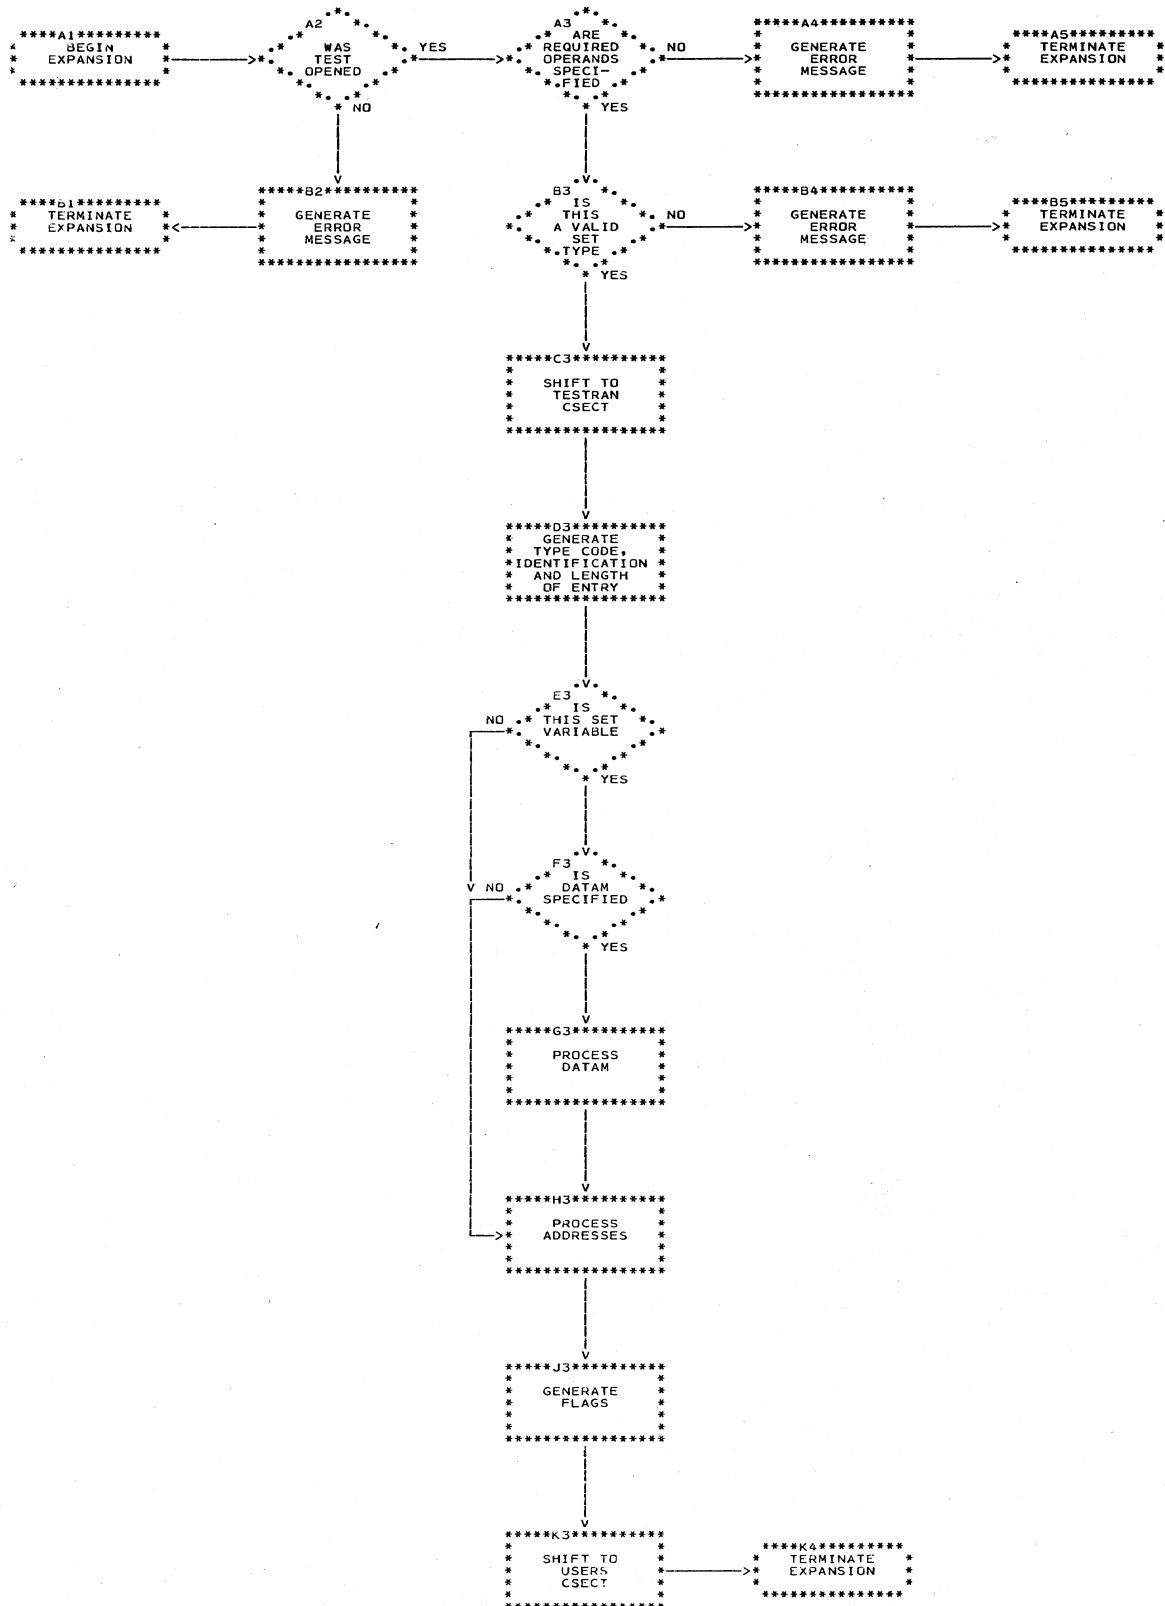 A1
BEGIN
EXPANSION
A2
WAS
TEST
OPENED
YES
NO
A3
ARE
REQUIRED
OPERANDS
SPECI-
FIED
NO
YES
A4
GENERATE
ERROR
MESSAGE
A5
TERMINATE
EXPANSION
B1
TERMINATE
EXPANSION
B2
GENERATE
ERROR
MESSAGE
B3
IS
THIS
A VALID
SET
TYPE
NO
YES
B4
GENERATE
ERROR
MESSAGE
B5
TERMINATE
EXPANSION
C3
SHIFT TO
TESTRAN
CSECT
D3
GENERATE
TYPE CODE,
IDENTIFICATION
AND LENGTH
OF ENTRY
E3
IS
THIS SET
VARIABLE
NO
YES
F3
IS
DATAM
SPECIFIED
NO
YES
G3
PROCESS
DATAM
H3
PROCESS
ADDRESSES
J3
GENERATE
FLAGS
K3
SHIFT TO
USERS
CSECT
K4
TERMINATE
EXPANSION